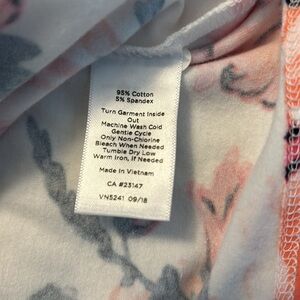 95% Cotton
5% Spandex
Turn Garment Inside
Out
Machine Wash Cold
Gentle Cycle
Only Non-Chlorine
Bleach When Needed
Tumble Dry Low
Warm Iron, If Needed
Made In Vietnam
CA #23147
VN5241 09/18